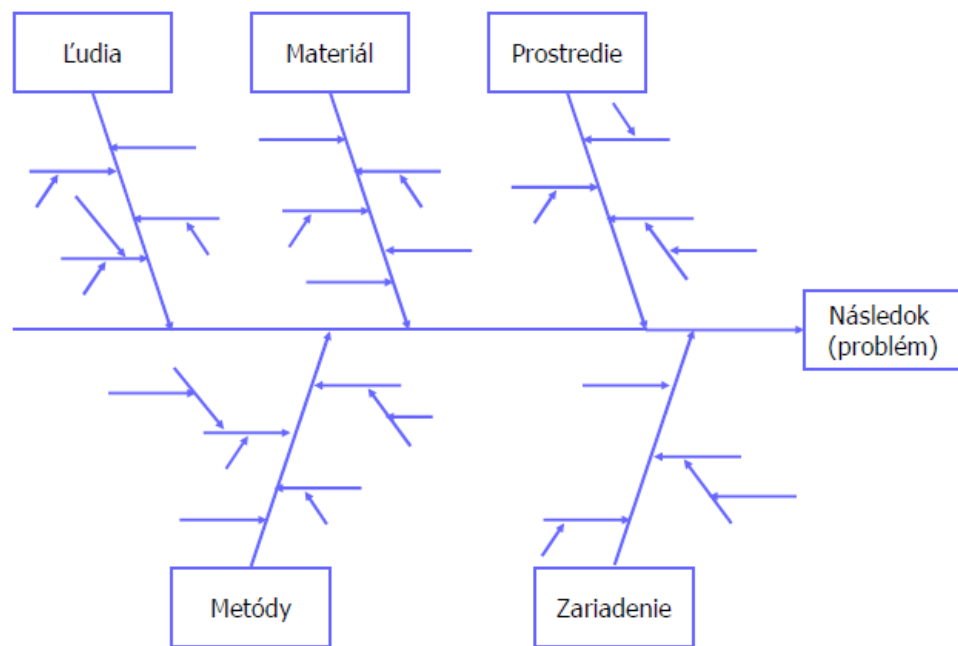 Ľudia
Materiál
Prostredie
Následok
(problém)
Metódy
Zariadenie